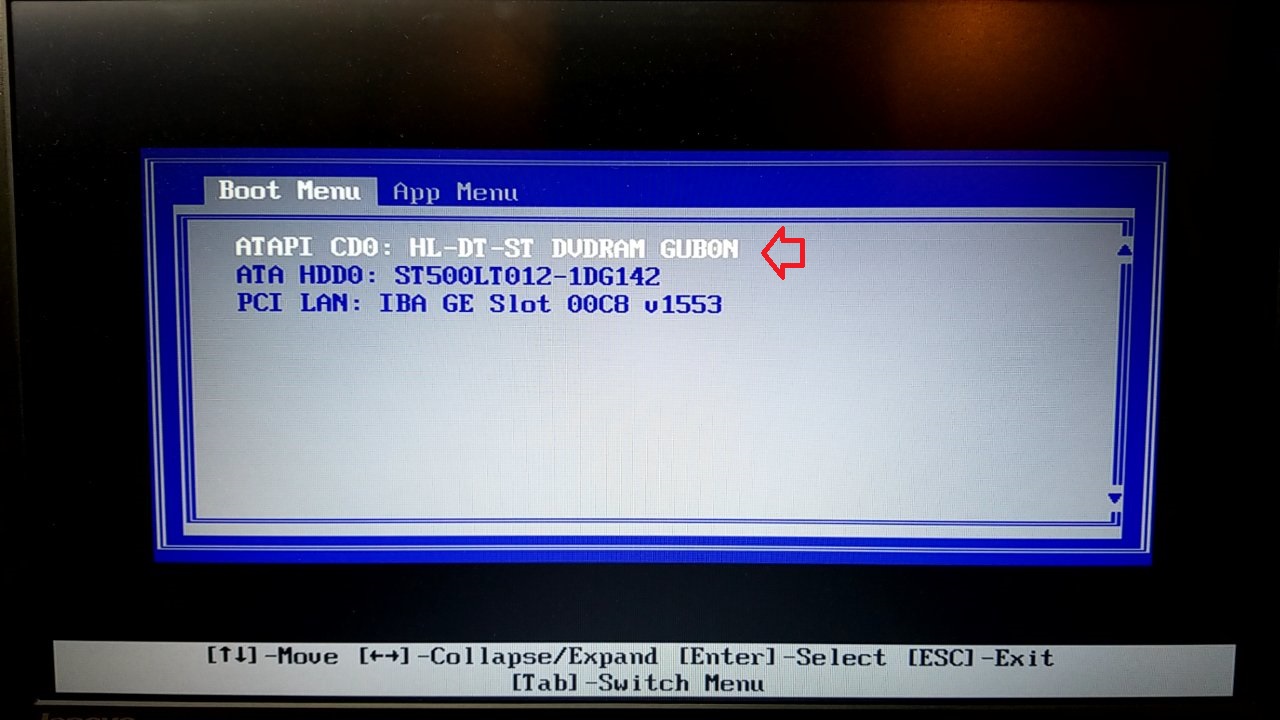 Boot Menu App Menu
ATAPI CD0: HL-DT-ST DVDRAM GUB0N
ATA HDD0: ST500LT012-1DG142
PCI LAN: IBA GE Slot 00C8 v1553
[↑↓]-Move [←→]-Collapse/Expand [Enter]-Select [ESC]-Exit
[Tab]-Switch Menu